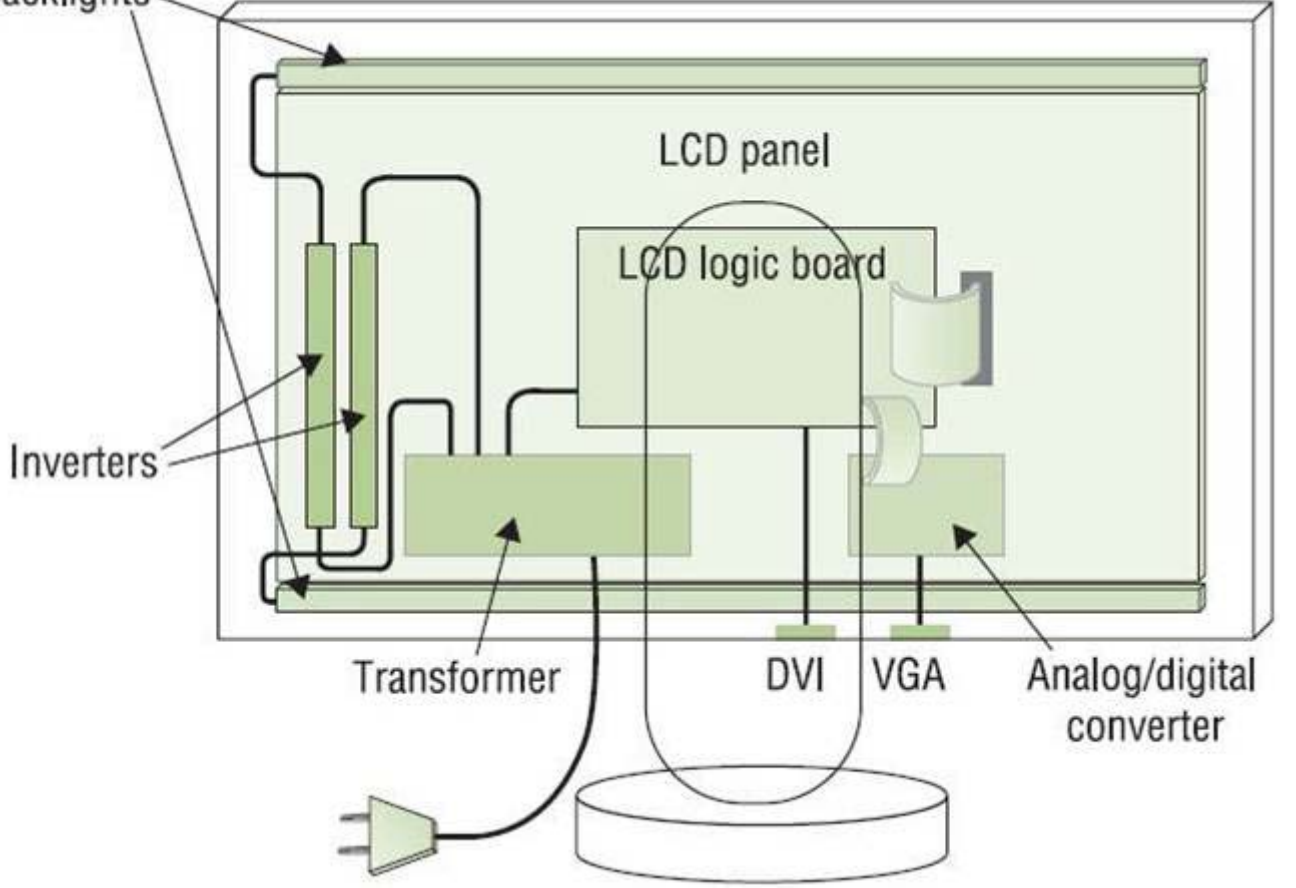 LCD panel
LCD logic board
Inverters
Transformer
DVI
VGA
Analog/digital
converter